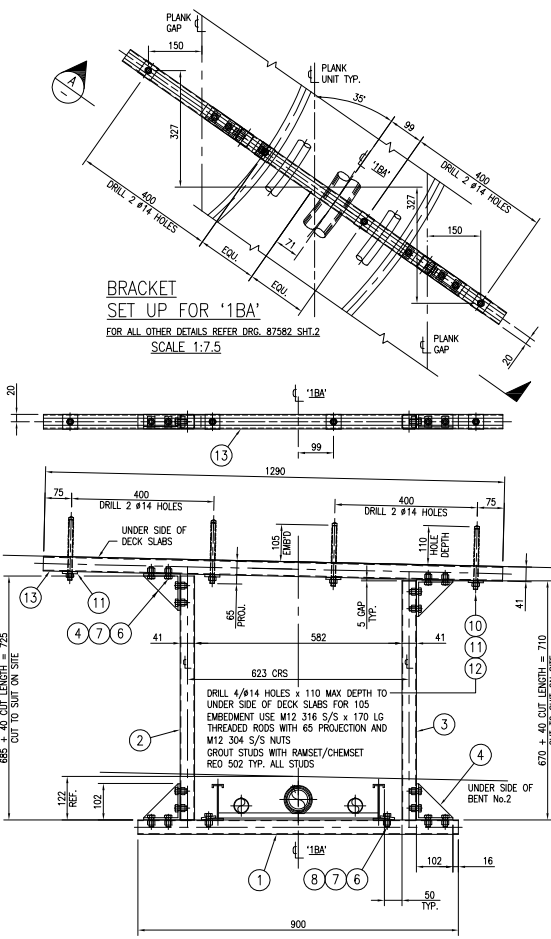 PLANK
GAP
150
A
PLANK
UNIT TYP.
35°
99
'1BA'
327
400
DRILL 2 ø14 HOLES
400
DRILL 2 ø14 HOLES
327
150
71
EQU.
EQU.
BRACKET
SET UP FOR '1BA'
FOR ALL OTHER DETAILS REFER DRG. 87582 SHT.2
SCALE 1:7.5
PLANK
GAP
20
20
'1BA'
13
99
1290
75
400
DRILL 2 ø14 HOLES
400
DRILL 2 ø14 HOLES
75
UNDER SIDE OF
DECK SLABS
105
EMB'D
110
HOLE
DEPTH
13
11
4
7
6
65
PROJ.
5 GAP
TYP.
41
10
11
12
41
582
41
623 CRS
685 + 40 CUT LENGTH = 725
CUT TO SUIT ON SITE
670 + 40 CUT LENGTH = 710
DRILL 4/ø14 HOLES x 110 MAX DEPTH TO
UNDER SIDE OF DECK SLABS FOR 105
EMBEDMENT USE M12 316 S/S x 170 LG
THREADED RODS WITH 65 PROJECTION AND
M12 304 S/S NUTS
GROUT STUDS WITH RAMSET/CHEMSET
REO 502 TYP. ALL STUDS
2
3
4
122
REF.
102
UNDER SIDE OF
BENT No.2
1
'1BA'
8
7
6
102
16
50
TYP.
900